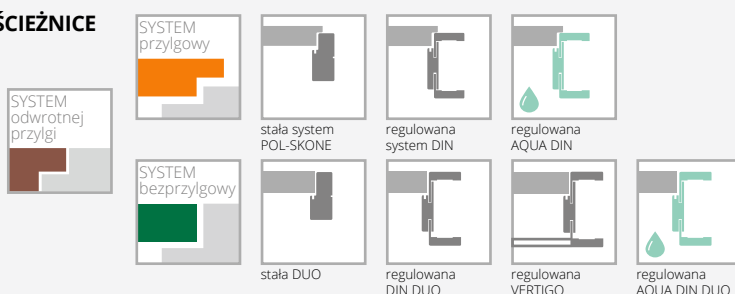 ŚCIEŻNICE
SYSTEM
odwrotnej
przylgi
SYSTEM
przylgowy
stała system
POL-SKONE
regulowana
system DIN
regulowana
AQUA DIN
SYSTEM
bezprzylgowy
stała DUO
regulowana
DIN DUO
regulowana
VERTIGO
regulowana
AQUA DIN DUO